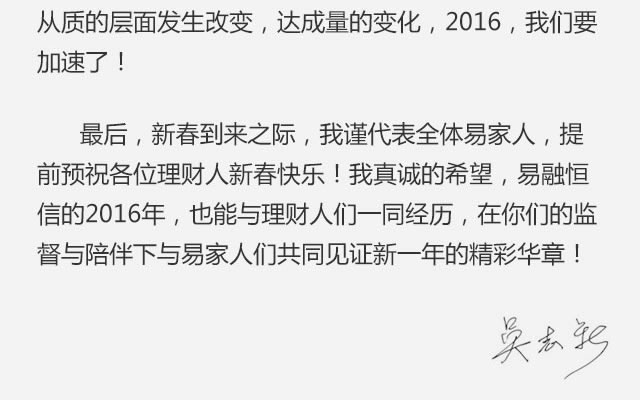 从质的层面发生改变，达成量的变化，2016，我们要
加速了！
最后，新春到来之际，我谨代表全体易家人，提
前预祝各位理财人新春快乐！我真诚的希望，易融恒
信的2016年，也能与理财人们一同经历，在你们的监
督与陪伴下与易家人们共同见证新一年的精彩华章！
吴志新